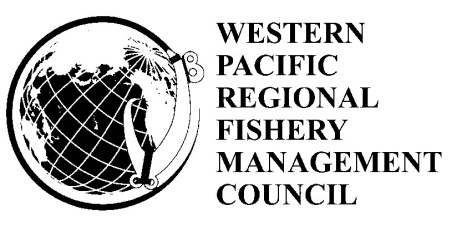 WESTERN
PACIFIC
REGIONAL
FISHERY
MANAGEMENT
COUNCIL